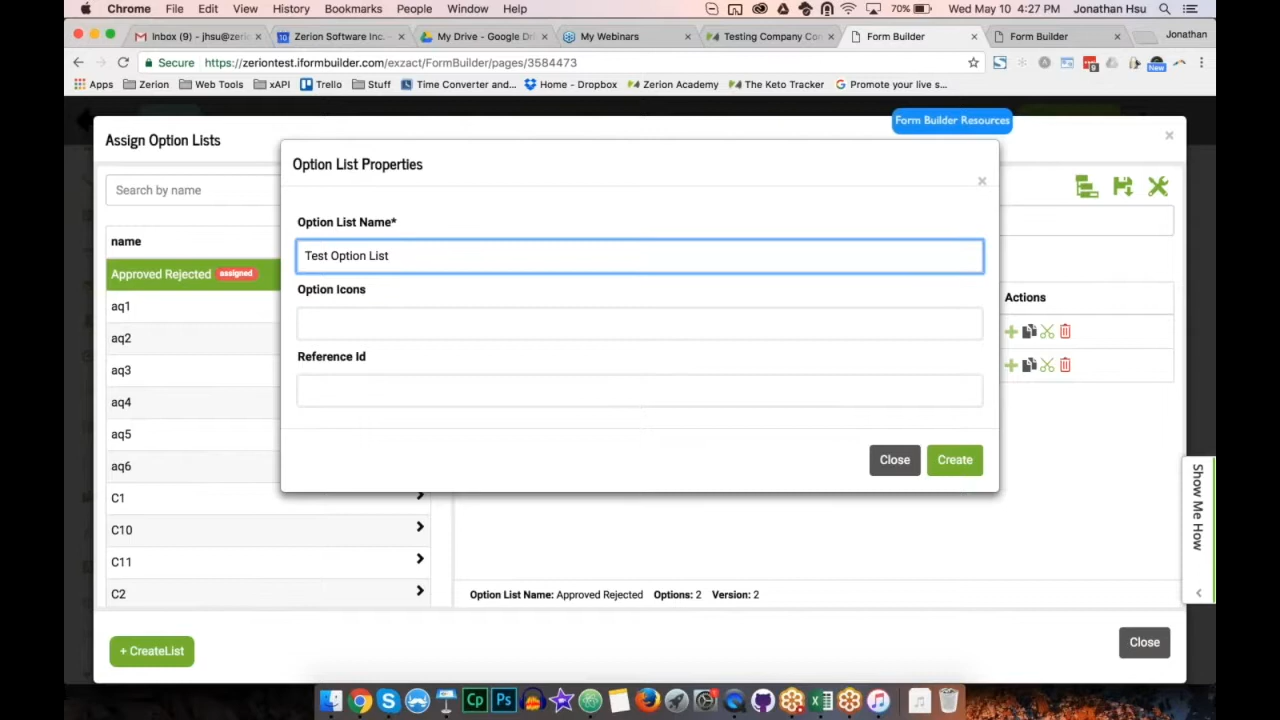 Chrome File Edit View History Bookmarks People Window Help 70% Wed May 10 4:27 PM Jonathan Hsu
Inbox (9) - jhsu@zeri Zerion Software Inc. - My Drive - Google Dri My Webinars Testing Company Con Form Builder Form Builder Jonathan
Secure https://zeriontest.iformbuilder.com/exzact/FormBuilder/pages/3584473
Apps Zerion Web Tools xAPI Trello Stuff Time Converter and... Home - Dropbox Zerion Academy The Keto Tracker Promote your live s...
Form Builder Resources
Assign Option Lists
Option List Properties
Search by name
Option List Name*
name
Test Option List
Approved Rejected assigned
Option Icons
Actions
aq1
aq2
Reference Id
aq3
aq4
aq5
Close Create
aq6
C1
Show Me How
C10
C11
C2
Option List Name: Approved Rejected Options: 2 Version: 2
+ CreateList
Close